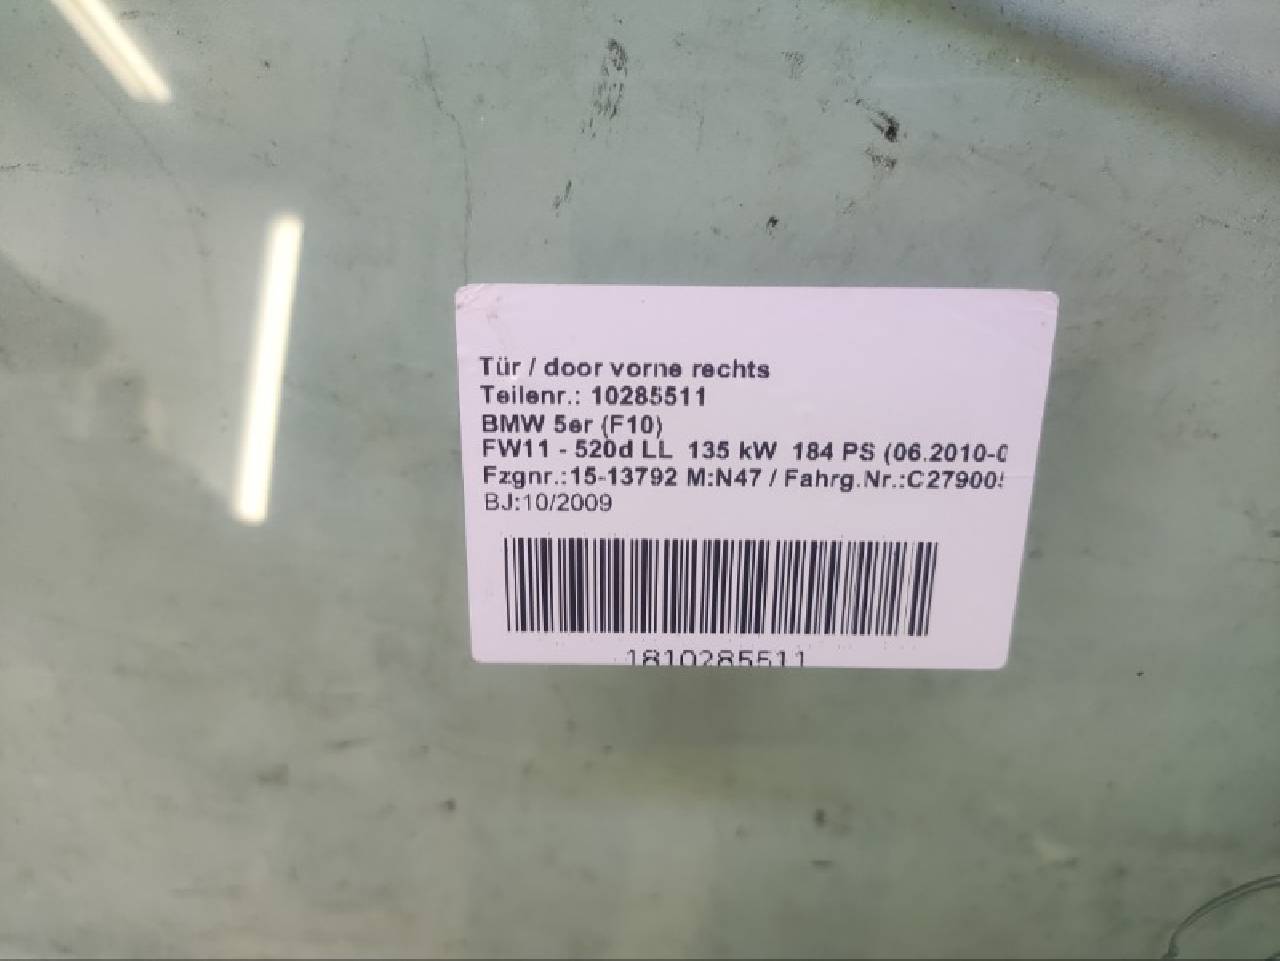 Tür / door vorne rechts
Teilenr.: 10285511
BMW 5er (F10)
FW11 - 520d LL 135 kW 184 PS (06.2010-0
Fzgnr.:15-13792 M:N47 / Fahrg.Nr.:C279005
BJ:10/2009
1810285511